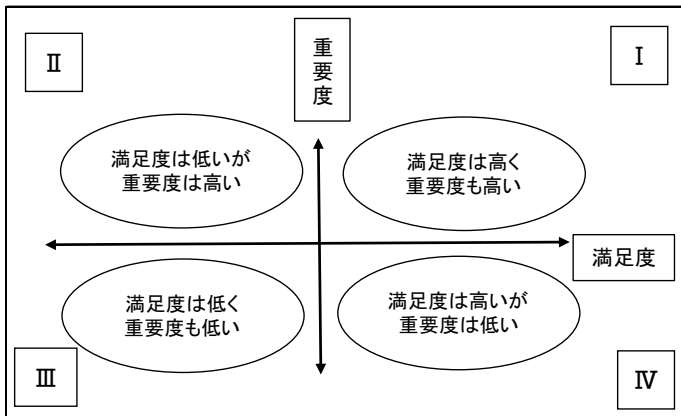 Ⅱ
重要度
Ⅰ
満足度は低いが
重要度は高い
満足度は高く
重要度も高い
満足度
満足度は低く
重要度も低い
満足度は高いが
重要度は低い
Ⅲ
Ⅳ